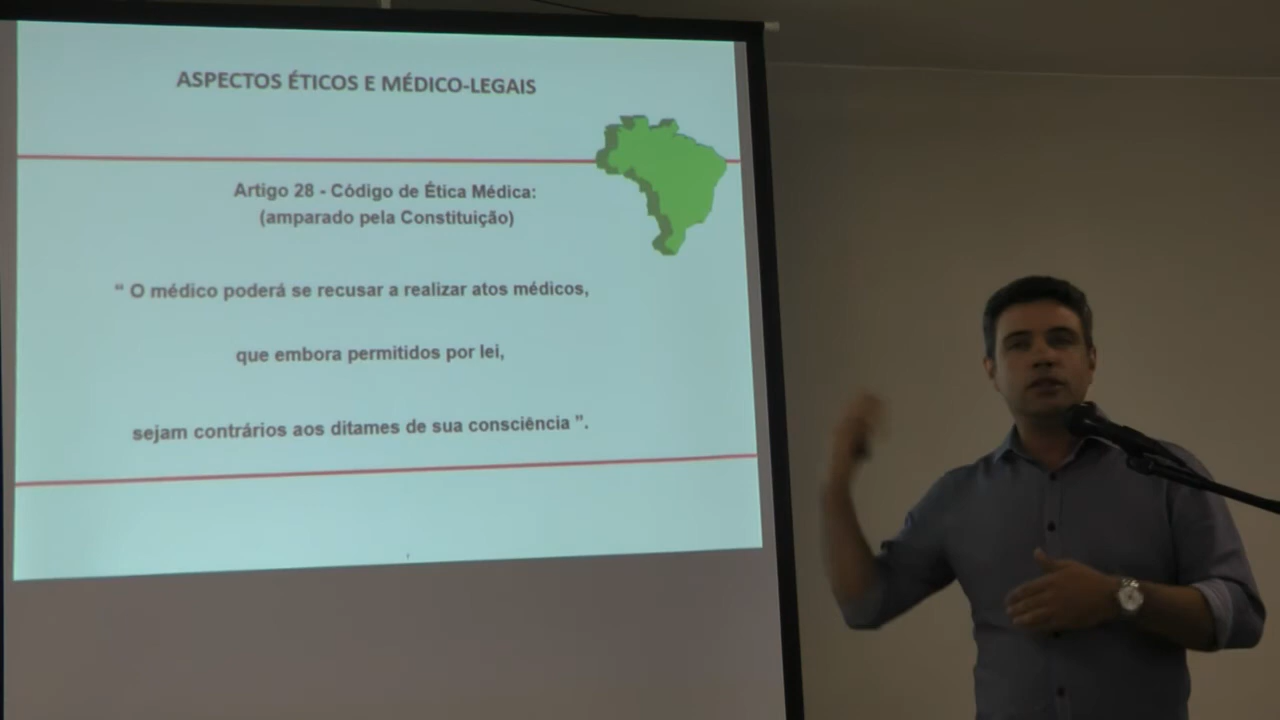 ASPECTOS ÉTICOS E MÉDICO-LEGAIS
Artigo 28 - Código de Ética Médica:
(amparado pela Constituição)
“ O médico poderá se recusar a realizar atos médicos,
que embora permitidos por lei,
sejam contrários aos ditames de sua consciência ”.